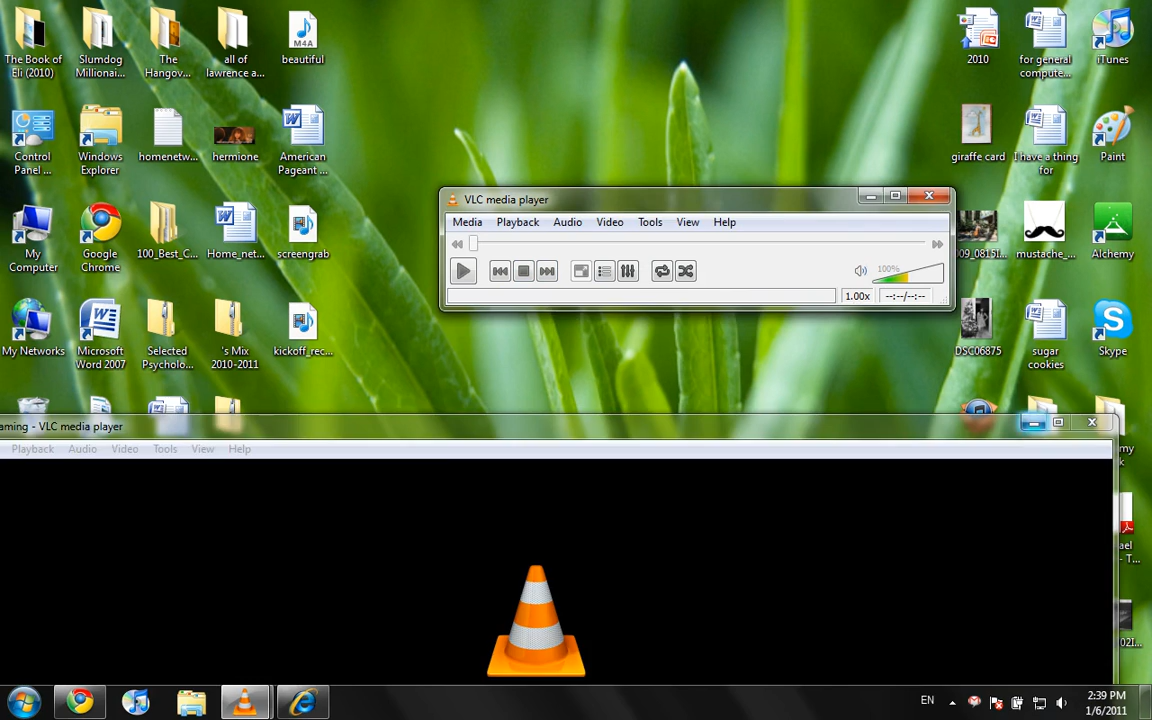 The Book of
Eli (2010)
Slumdog
Millionai...
The
Hangov...
all of
lawrence a...
M4A
beautiful
2010
for general
compute...
iTunes
Control
Panel ...
Windows
Explorer
homenetw...
hermione
American
Pageant ...
giraffe card
I have a thing
for
Paint
VLC media player
Media Playback Audio Video Tools View Help
100%
1.00x --:--/--:--
My
Computer
Google
Chrome
100_Best_C...
Home_net...
screengrab
09_0815I...
mustache_...
Alchemy
My Networks
Microsoft
Word 2007
Selected
Psycholo...
's Mix
2010-2011
kickoff_rec...
DSC06875
sugar
cookies
Skype
aming - VLC media player
Playback Audio Video Tools View Help
my
k
ael
- T...
02I...
EN
2:39 PM
1/6/2011